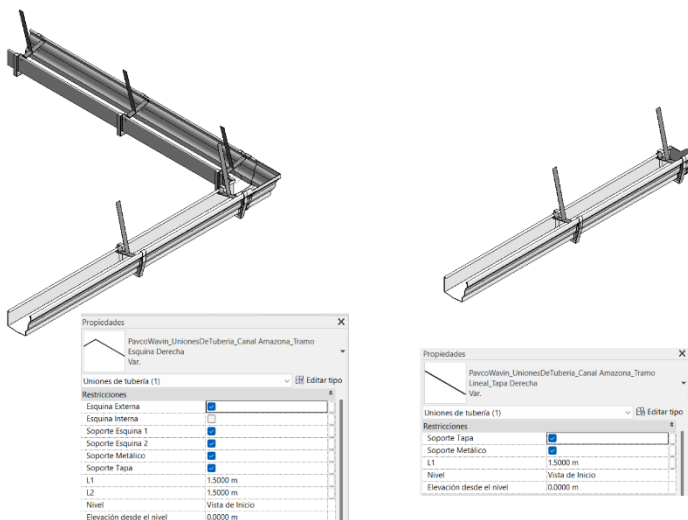 Propiedades X
PavcoWavin_UnionesDeTuberia_Canal Amazona_Tramo
Esquina Derecha
Var.
Uniones de tubería (1) Editar tipo
Restricciones
Esquina Externa
Esquina Interna
Soporte Esquina 1
Soporte Esquina 2
Soporte Metálico
Soporte Tapa
L1 1.5000 m
L2 1.5000 m
Nivel Vista de Inicio
Elevación desde el nivel 0.0000 m
Propiedades X
PavcoWavin_UnionesDeTuberia_Canal Amazona_Tramo
Lineal_Tapa Derecha
Var.
Uniones de tubería (1) Editar tipo
Restricciones
Soporte Tapa
Soporte Metálico
L1 1.5000 m
Nivel Vista de Inicio
Elevación desde el nivel 0.0000 m